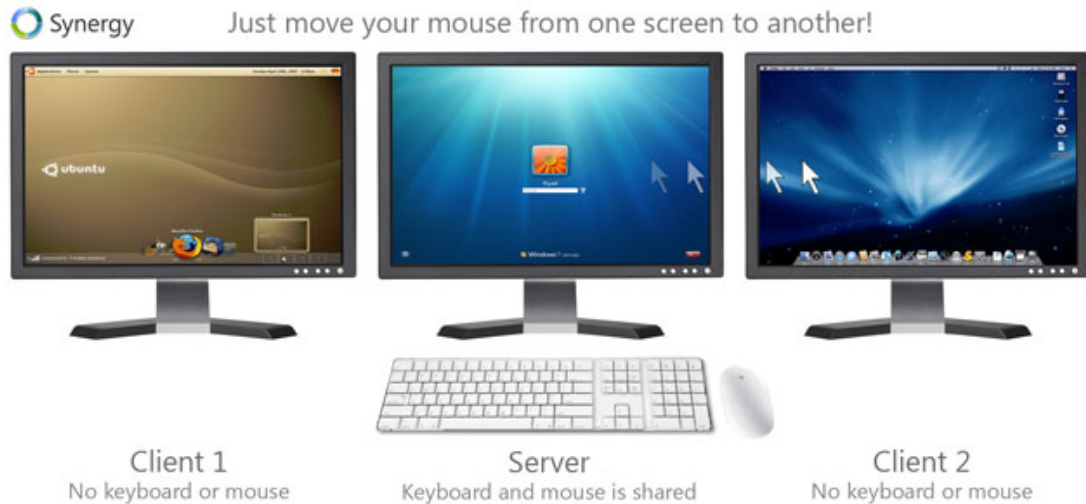 Synergy
Just move your mouse from one screen to another!
ubuntu
Windows 7
Client 1
No keyboard or mouse
Server
Keyboard and mouse is shared
Client 2
No keyboard or mouse